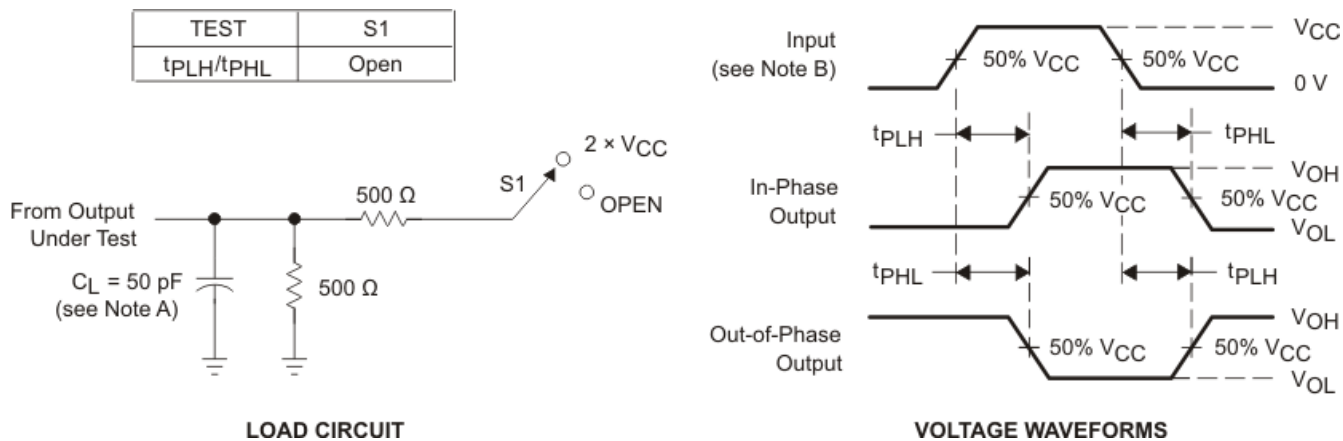 TEST S1
tPLH/tPHL Open
From Output
Under Test
CL = 50 pF
(see Note A)
500 Ω
500 Ω
S1
2 × VCC
OPEN
LOAD CIRCUIT
Input
(see Note B)
50% VCC
50% VCC
VCC
0 V
tPLH
tPHL
In-Phase
Output
50% VCC
50% VCC
VOH
VOL
tPHL
tPLH
Out-of-Phase
Output
50% VCC
50% VCC
VOH
VOL
VOLTAGE WAVEFORMS